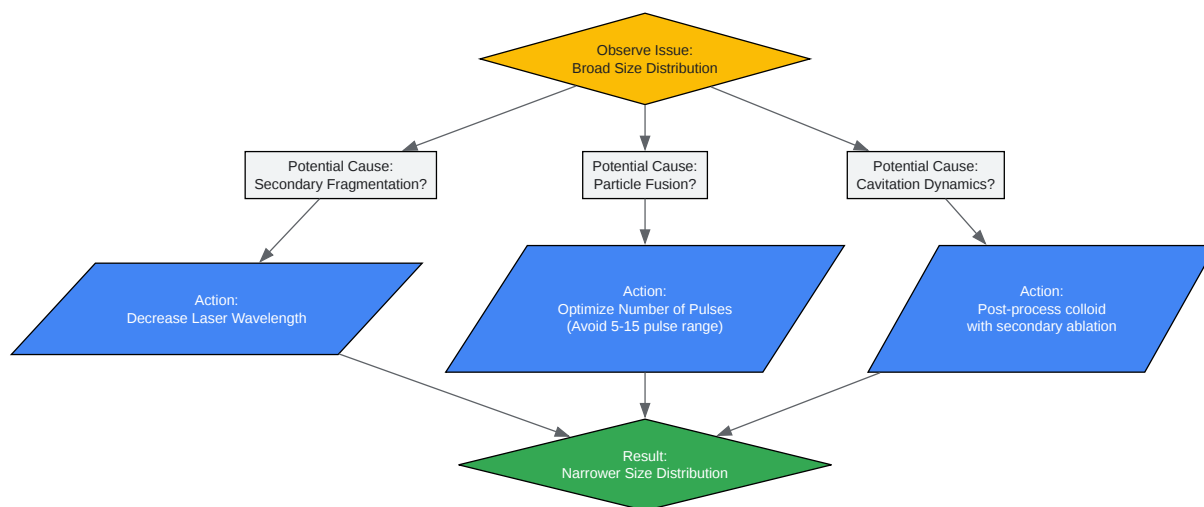 Observe Issue:
Broad Size Distribution
Potential Cause:
Secondary Fragmentation?
Potential Cause:
Particle Fusion?
Potential Cause:
Cavitation Dynamics?
Action:
Decrease Laser Wavelength
Action:
Optimize Number of Pulses
(Avoid 5-15 pulse range)
Action:
Post-process colloid
with secondary ablation
Result:
Narrower Size Distribution